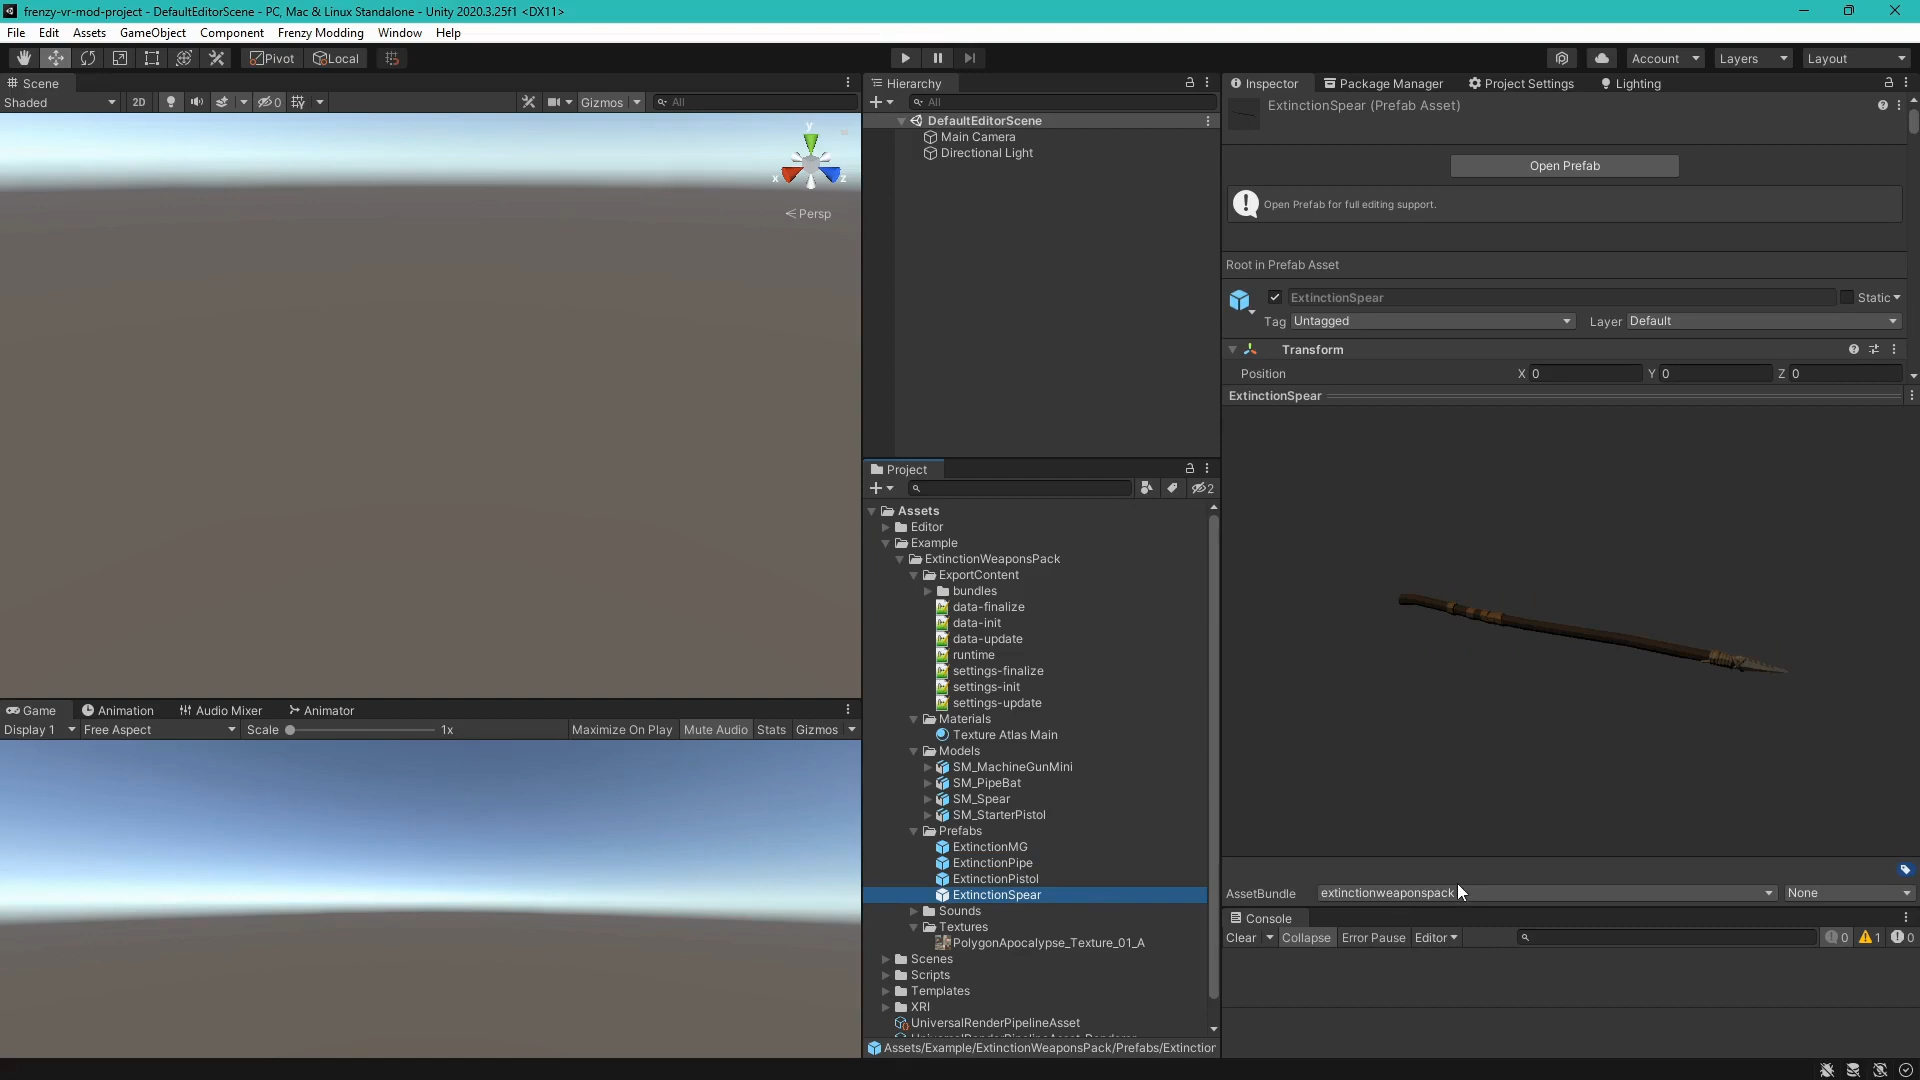 frenzy-vr-mod-project - DefaultEditorScene - PC, Mac & Linux Standalone - Unity 2020.3.25f1 <DX11>
File Edit Assets GameObject Component Frenzy Modding Window Help
Pivot Local Account Layers Layout
Scene
Shaded 2D 0 Gizmos All
y
x z
Persp
Game Animation Audio Mixer Animator
Display 1 Free Aspect Scale 1x Maximize On Play Mute Audio Stats Gizmos
Hierarchy
All
DefaultEditorScene
Main Camera
Directional Light
Project
2
Assets
Editor
Example
ExtinctionWeaponsPack
ExportContent
bundles
data-finalize
data-init
data-update
runtime
settings-finalize
settings-init
settings-update
Materials
Texture Atlas Main
Models
SM_MachineGunMini
SM_PipeBat
SM_Spear
SM_StarterPistol
Prefabs
ExtinctionMG
ExtinctionPipe
ExtinctionPistol
ExtinctionSpear
Sounds
Textures
PolygonApocalypse_Texture_01_A
Scenes
Scripts
Templates
XRI
UniversalRenderPipelineAsset
Assets/Example/ExtinctionWeaponsPack/Prefabs/Extinction
Inspector Package Manager Project Settings Lighting
ExtinctionSpear (Prefab Asset)
Open Prefab
Open Prefab for full editing support.
Root in Prefab Asset
ExtinctionSpear Static
Tag Untagged Layer Default
Transform
Position X 0 Y 0 Z 0
ExtinctionSpear
AssetBundle extinctionweaponspack None
Console
Clear Collapse Error Pause Editor 0 1 0